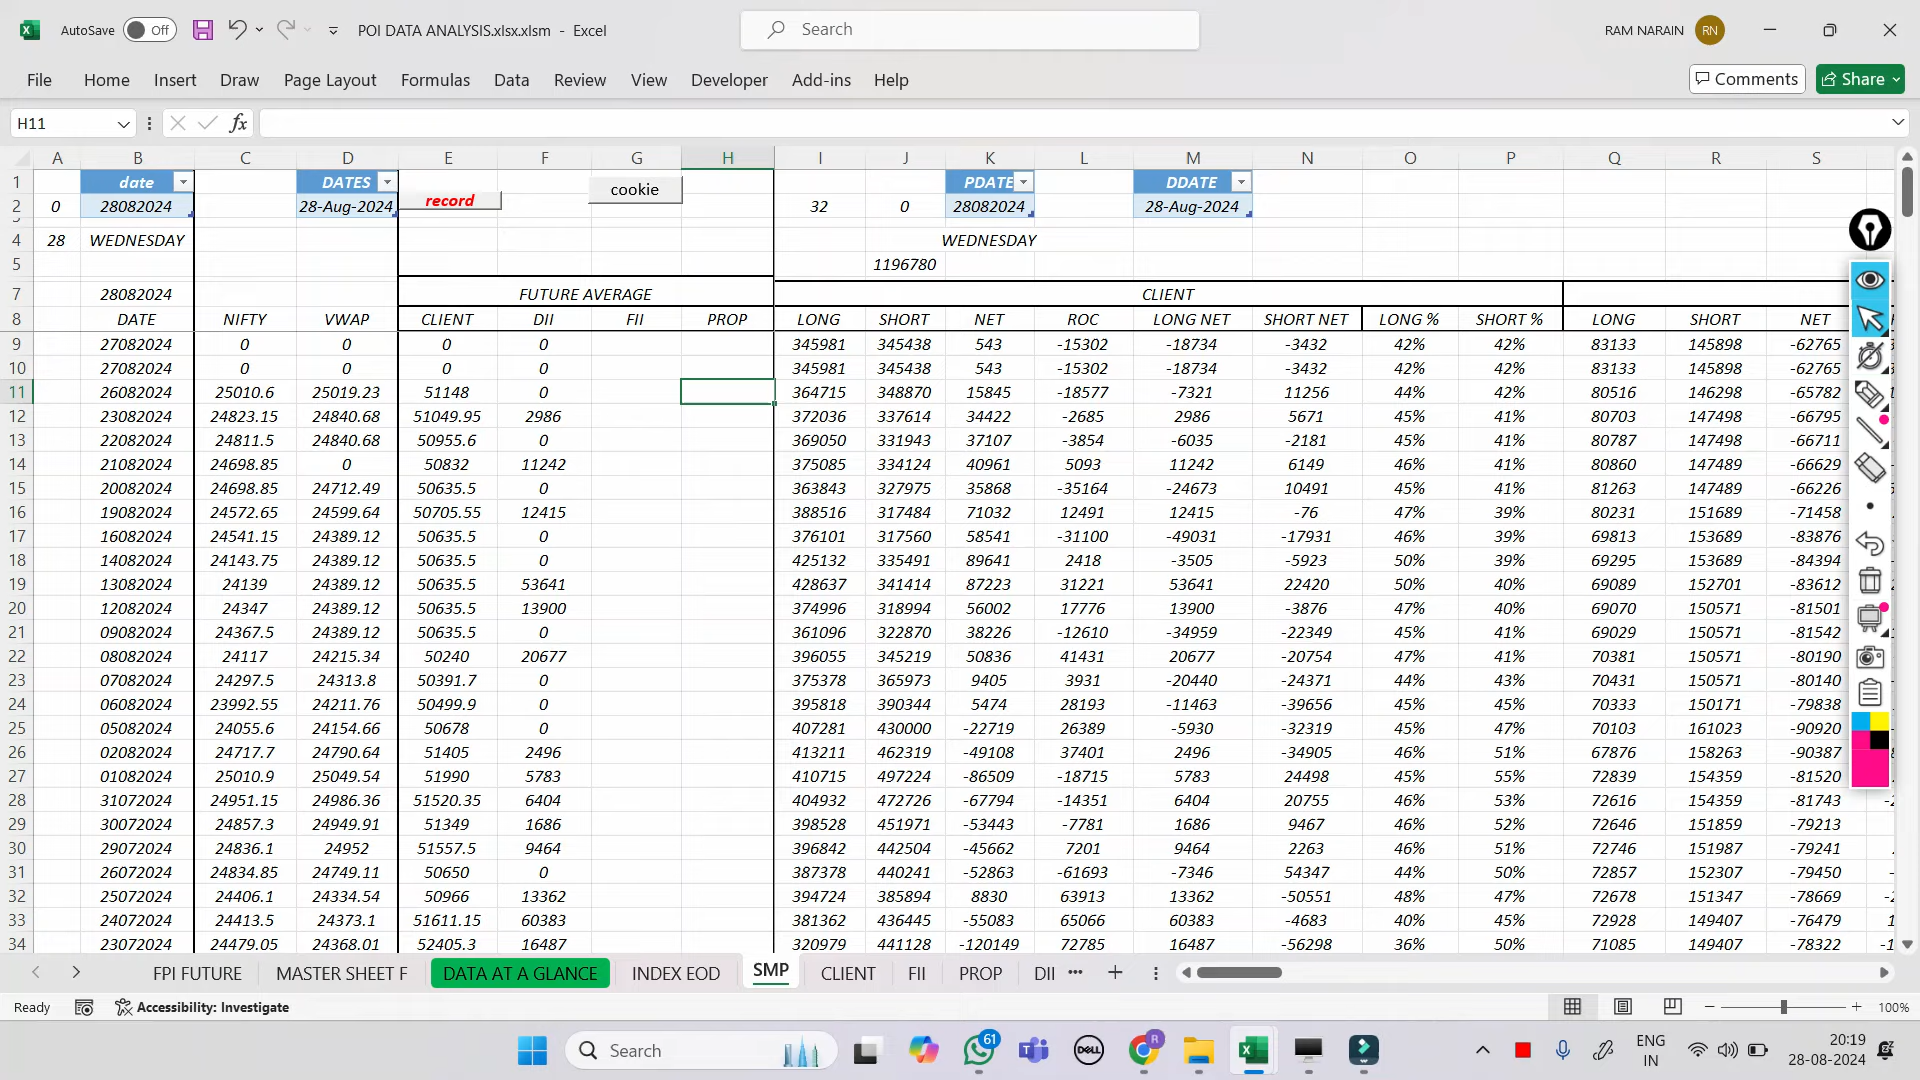 AutoSave Off POI DATA ANALYSIS.xlsx.xlsm - Excel Search RAM NARAIN RN
File Home Insert Draw Page Layout Formulas Data Review View Developer Add-ins Help Comments Share
H11 fx
A B C D E F G H I J K L M N O P Q R S
1 date DATES cookie PDATE DDATE
2 0 28082024 28-Aug-2024 record 32 0 28082024 28-Aug-2024
4 28 WEDNESDAY WEDNESDAY
5 1196780
7 28082024 FUTURE AVERAGE CLIENT
8 DATE NIFTY VWAP CLIENT DII FII PROP LONG SHORT NET ROC LONG NET SHORT NET LONG % SHORT % LONG SHORT NET
9 27082024 0 0 0 0 345981 345438 543 -15302 -18734 -3432 42% 42% 83133 145898 -62765
10 27082024 0 0 0 0 345981 345438 543 -15302 -18734 -3432 42% 42% 83133 145898 -62765
11 26082024 25010.6 25019.23 51148 0 364715 348870 15845 -18577 -7321 11256 44% 42% 80516 146298 -65782
12 23082024 24823.15 24840.68 51049.95 2986 372036 337614 34422 -2685 2986 5671 45% 41% 80703 147498 -66795
13 22082024 24811.5 24840.68 50955.6 0 369050 331943 37107 -3854 -6035 -2181 45% 41% 80787 147498 -66711
14 21082024 24698.85 0 50832 11242 375085 334124 40961 5093 11242 6149 46% 41% 80860 147489 -66629
15 20082024 24698.85 24712.49 50635.5 0 363843 327975 35868 -35164 -24673 10491 45% 41% 81263 147489 -66226
16 19082024 24572.65 24599.64 50705.55 12415 388516 317484 71032 12491 12415 -76 47% 39% 80231 151689 -71458
17 16082024 24541.15 24389.12 50635.5 0 376101 317560 58541 -31100 -49031 -17931 46% 39% 69813 153689 -83876
18 14082024 24143.75 24389.12 50635.5 0 425132 335491 89641 2418 -3505 -5923 50% 39% 69295 153689 -84394
19 13082024 24139 24389.12 50635.5 53641 428637 341414 87223 31221 53641 22420 50% 40% 69089 152701 -83612
20 12082024 24347 24389.12 50635.5 13900 374996 318994 56002 17776 13900 -3876 47% 40% 69070 150571 -81501
21 09082024 24367.5 24389.12 50635.5 0 361096 322870 38226 -12610 -34959 -22349 45% 41% 69029 150571 -81542
22 08082024 24117 24215.34 50240 20677 396055 345219 50836 41431 20677 -20754 47% 41% 70381 150571 -80190
23 07082024 24297.5 24313.8 50391.7 0 375378 365973 9405 3931 -20440 -24371 44% 43% 70431 150571 -80140
24 06082024 23992.55 24211.76 50499.9 0 395818 390344 5474 28193 -11463 -39656 45% 45% 70333 150171 -79838
25 05082024 24055.6 24154.66 50678 0 407281 430000 -22719 26389 -5930 -32319 45% 47% 70103 161023 -90920
26 02082024 24717.7 24790.64 51405 2496 413211 462319 -49108 37401 2496 -34905 46% 51% 67876 158263 -90387
27 01082024 25010.9 25049.54 51990 5783 410715 497224 -86509 -18715 5783 24498 45% 55% 72839 154359 -81520
28 31072024 24951.15 24986.36 51520.35 6404 404932 472726 -67794 -14351 6404 20755 46% 53% 72616 154359 -81743
29 30072024 24857.3 24949.91 51349 1686 398528 451971 -53443 -7781 1686 9467 46% 52% 72646 151859 -79213
30 29072024 24836.1 24952 51557.5 9464 396842 442504 -45662 7201 9464 2263 46% 51% 72746 151987 -79241
31 26072024 24834.85 24749.11 50650 0 387378 440241 -52863 -61693 -7346 54347 44% 50% 72857 152307 -79450
32 25072024 24406.1 24334.54 50966 13362 394724 385894 8830 63913 13362 -50551 48% 47% 72678 151347 -78669
33 24072024 24413.5 24373.1 51611.15 60383 381362 436445 -55083 65066 60383 -4683 40% 45% 72928 149407 -76479
34 23072024 24479.05 24368.01 52405.3 16487 320979 441128 -120149 72785 16487 -56298 36% 50% 71085 149407 -78322
FPI FUTURE MASTER SHEET F DATA AT A GLANCE INDEX EOD SMP CLIENT FII PROP DII
Ready Accessibility: Investigate 100%
Search 61 DELL R ENG IN 20:19 28-08-2024